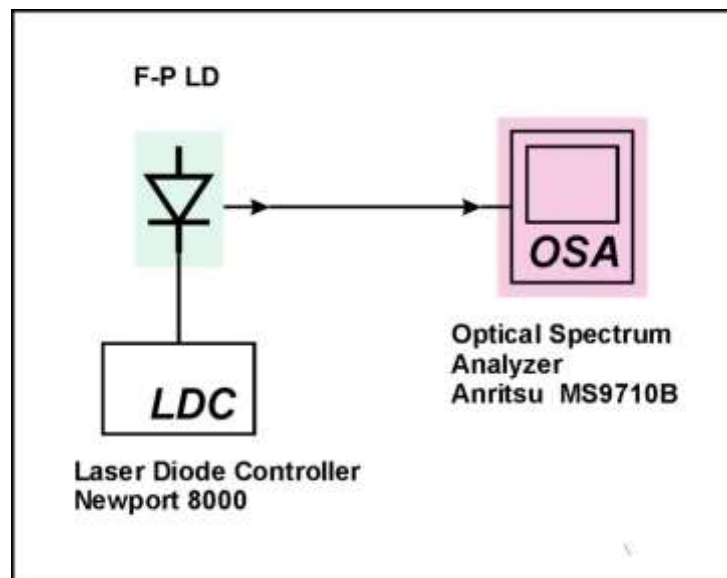 F-P LD
OSA
Optical Spectrum
Analyzer
Anritsu MS9710B
LDC
Laser Diode Controller
Newport 8000